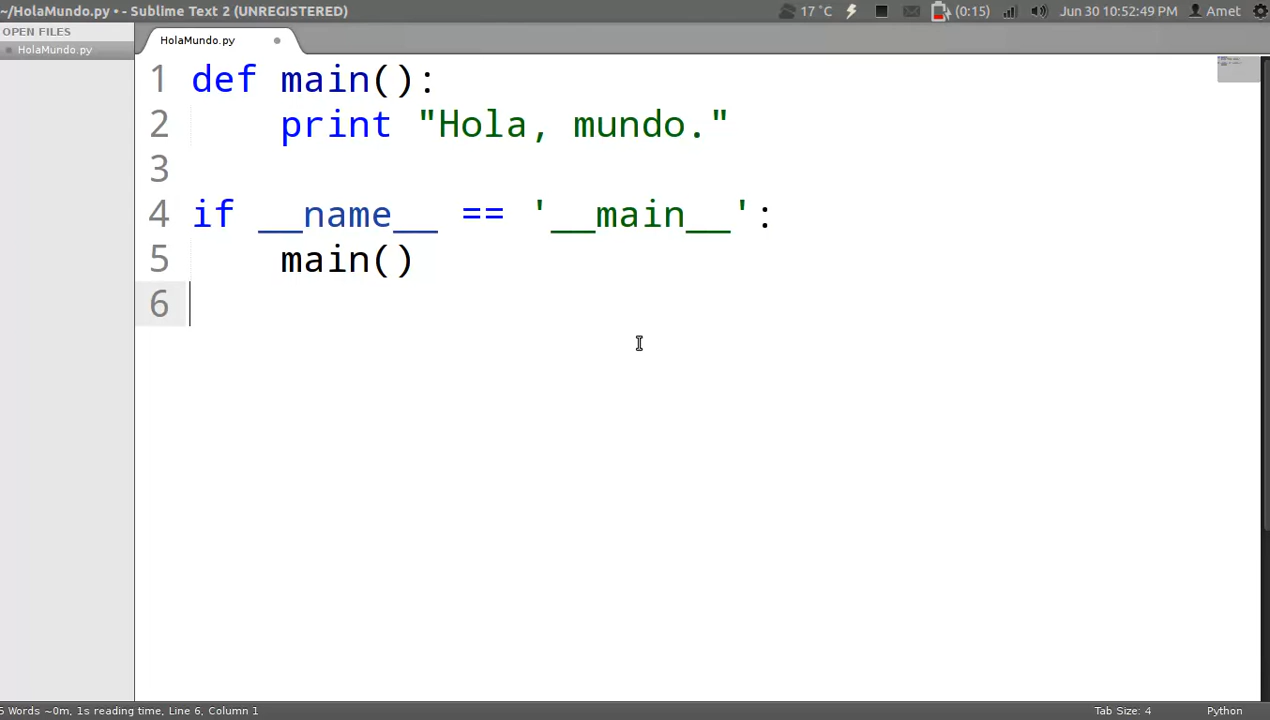 ~/HolaMundo.py • - Sublime Text 2 (UNREGISTERED) 17 °C (0:15) Jun 30 10:52:49 PM Amet
OPEN FILES
HolaMundo.py
HolaMundo.py
1 def main():
2     print "Hola, mundo."
3
4 if __name__ == '__main__':
5     main()
6
Words ~0m, 1s reading time, Line 6, Column 1 Tab Size: 4 Python